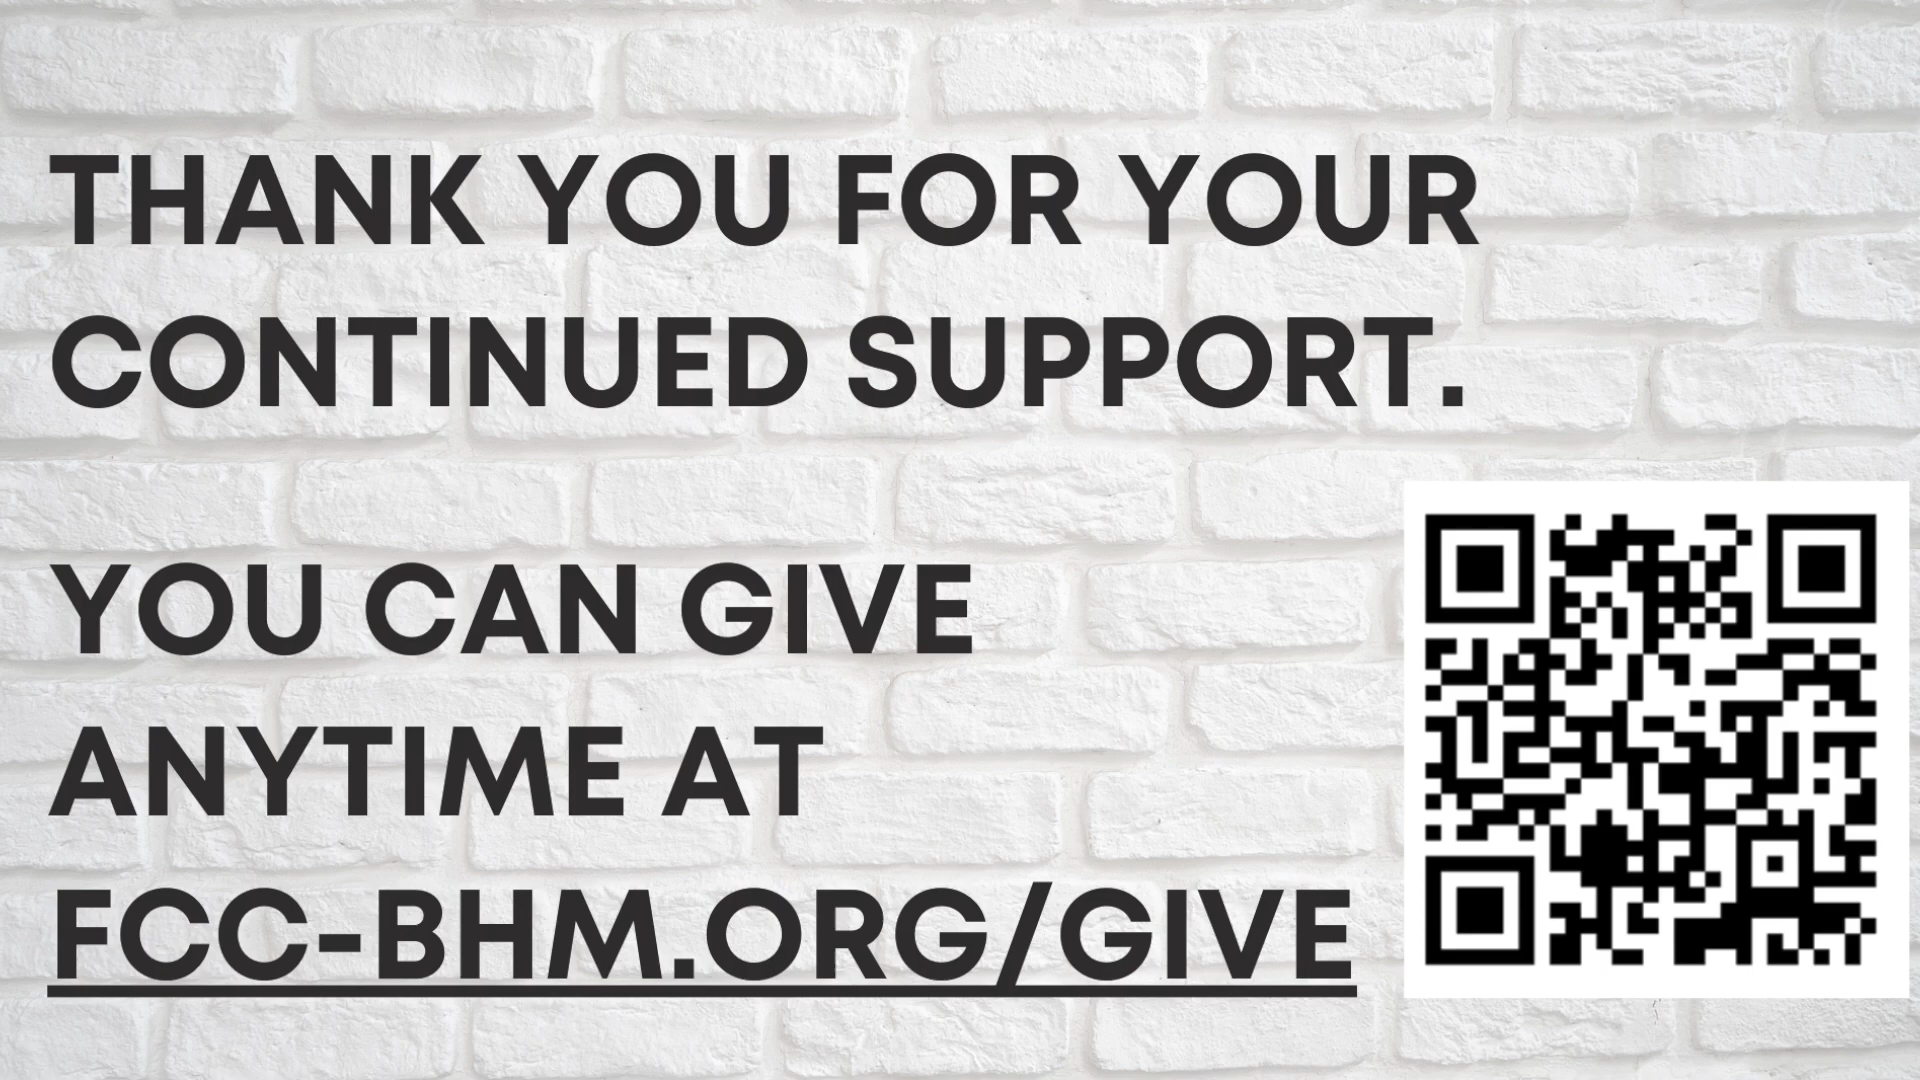 THANK YOU FOR YOUR
CONTINUED SUPPORT.
YOU CAN GIVE
ANYTIME AT
FCC-BHM.ORG/GIVE